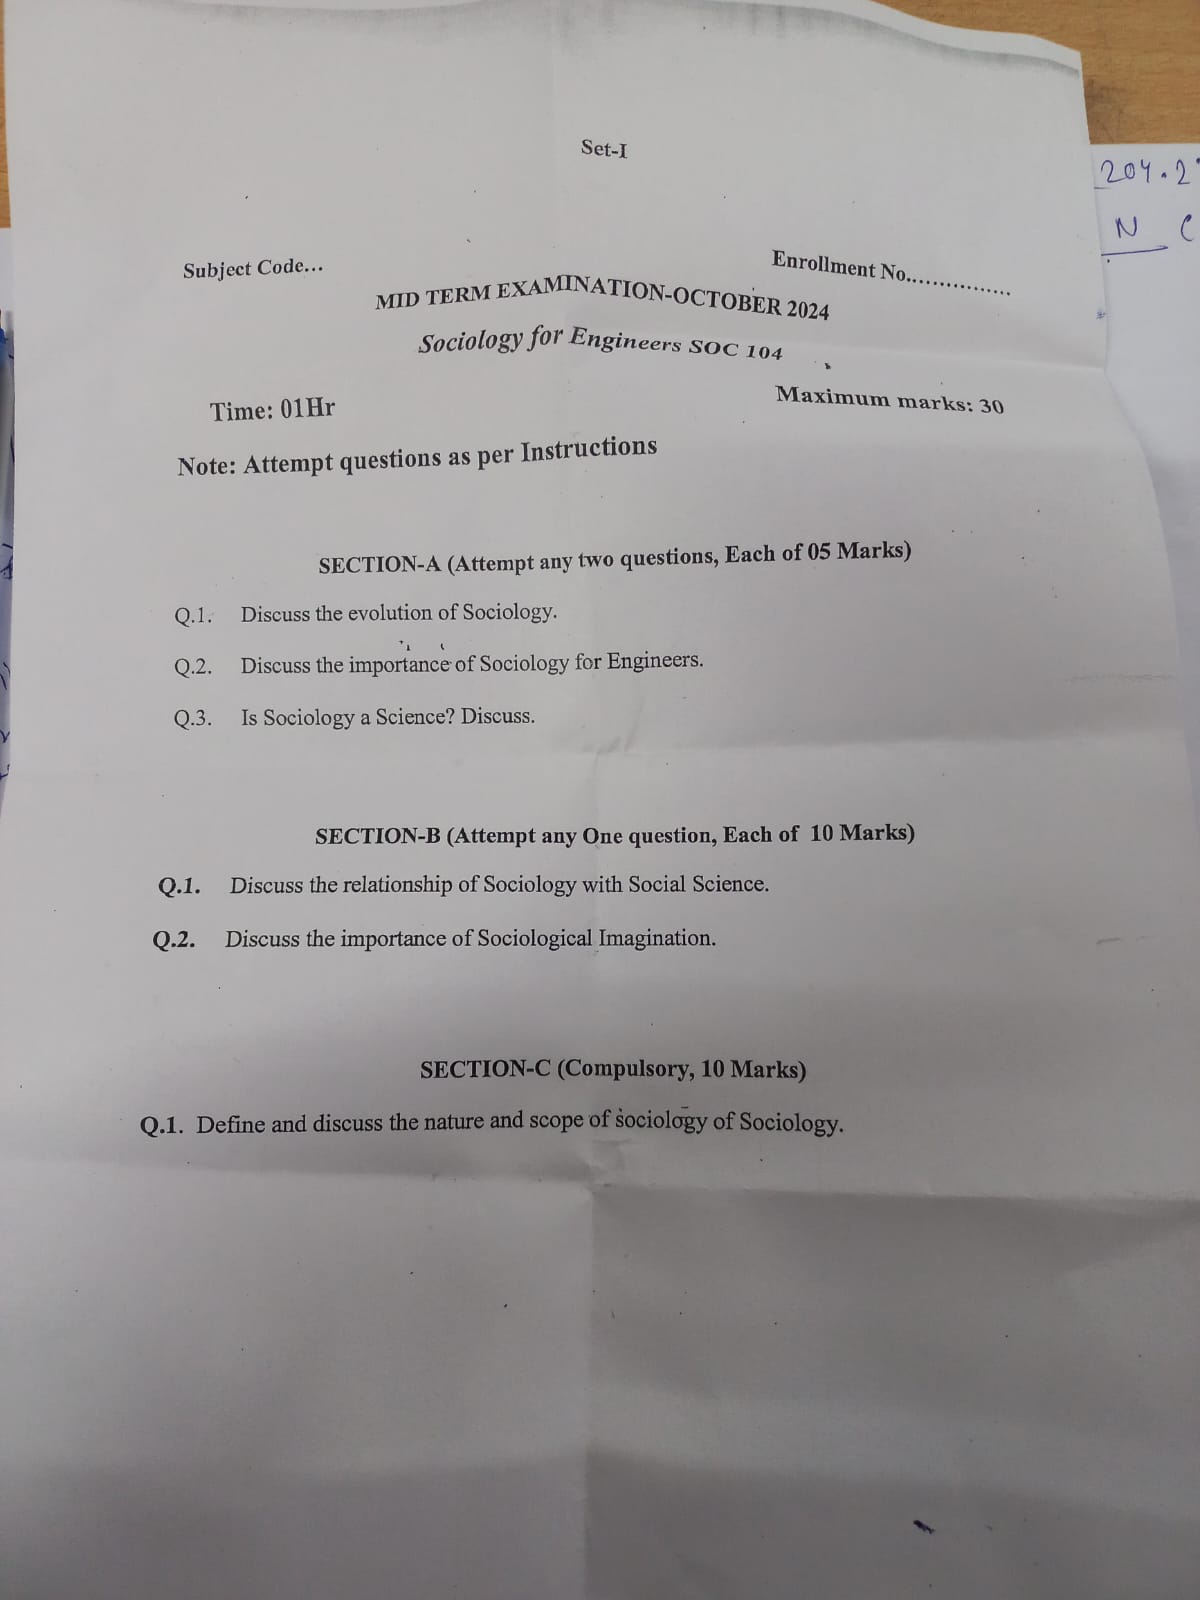 Set-I
204.2
N C
Subject Code...
Enrollment No................
MID TERM EXAMINATION-OCTOBER 2024
Sociology for Engineers SOC 104
Time: 01Hr
Maximum marks: 30
Note: Attempt questions as per Instructions
SECTION-A (Attempt any two questions, Each of 05 Marks)
Q.1. Discuss the evolution of Sociology.
Q.2. Discuss the importance of Sociology for Engineers.
Q.3. Is Sociology a Science? Discuss.
SECTION-B (Attempt any One question, Each of 10 Marks)
Q.1. Discuss the relationship of Sociology with Social Science.
Q.2. Discuss the importance of Sociological Imagination.
SECTION-C (Compulsory, 10 Marks)
Q.1. Define and discuss the nature and scope of sociology of Sociology.